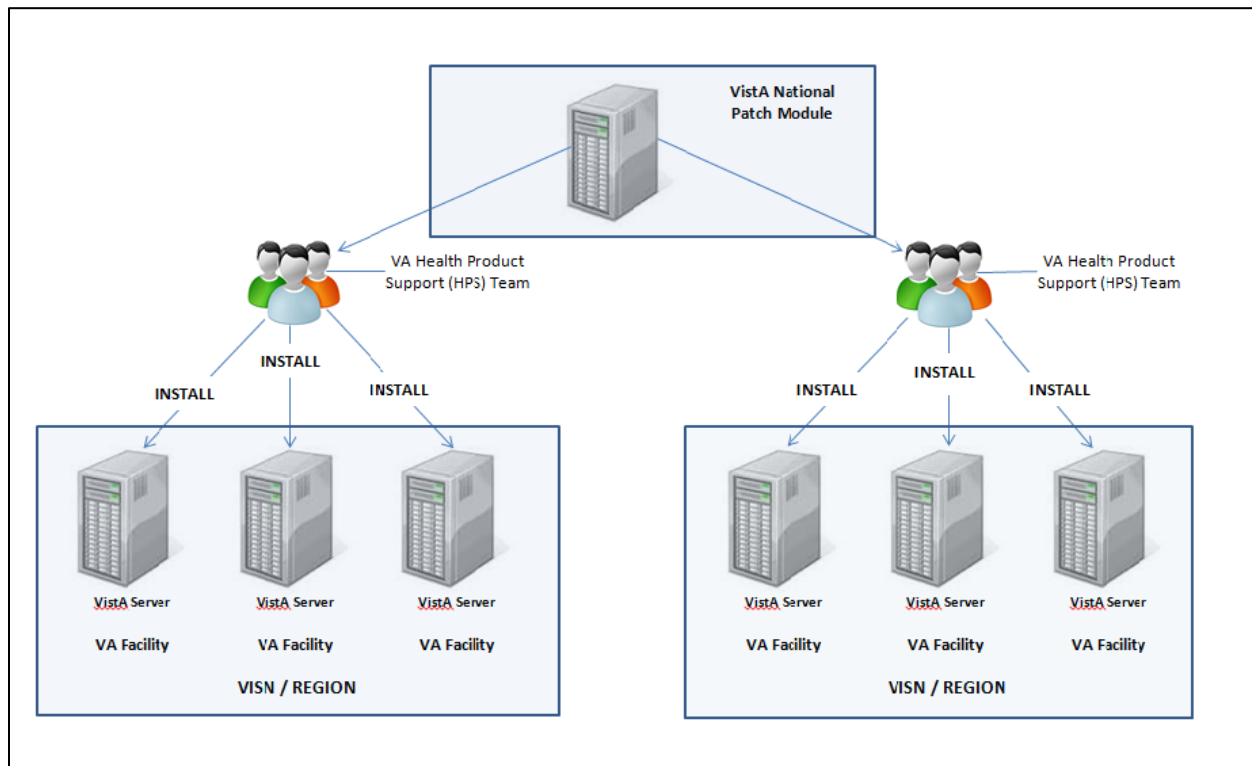 VistA National
Patch Module
VA Health Product
Support (HPS) Team
VA Health Product
Support (HPS) Team
INSTALL
INSTALL
INSTALL
INSTALL
INSTALL
INSTALL
VistA Server
VistA Server
VistA Server
VA Facility
VA Facility
VA Facility
VISN / REGION
VistA Server
VistA Server
VistA Server
VA Facility
VA Facility
VA Facility
VISN / REGION